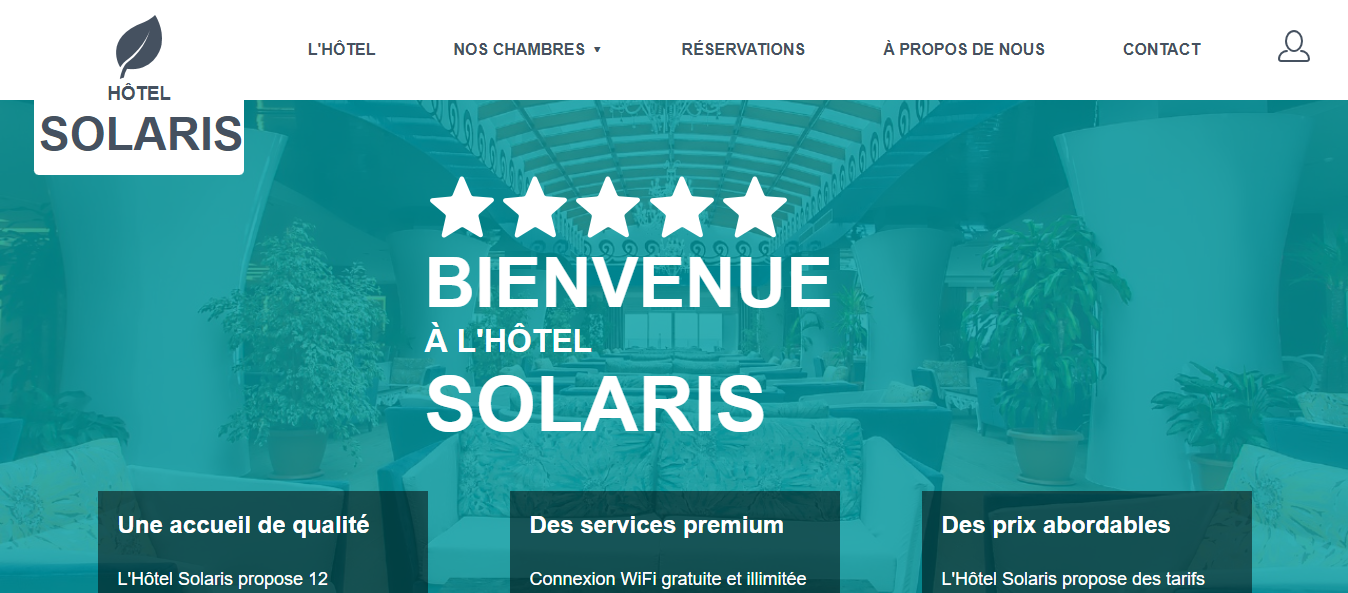 HÔTEL
SOLARIS
L'HÔTEL
NOS CHAMBRES ▼
RÉSERVATIONS
À PROPOS DE NOUS
CONTACT
BIENVENUE
À L'HÔTEL
SOLARIS
Une accueil de qualité
L'Hôtel Solaris propose 12
Des services premium
Connexion WiFi gratuite et illimitée
Des prix abordables
L'Hôtel Solaris propose des tarifs